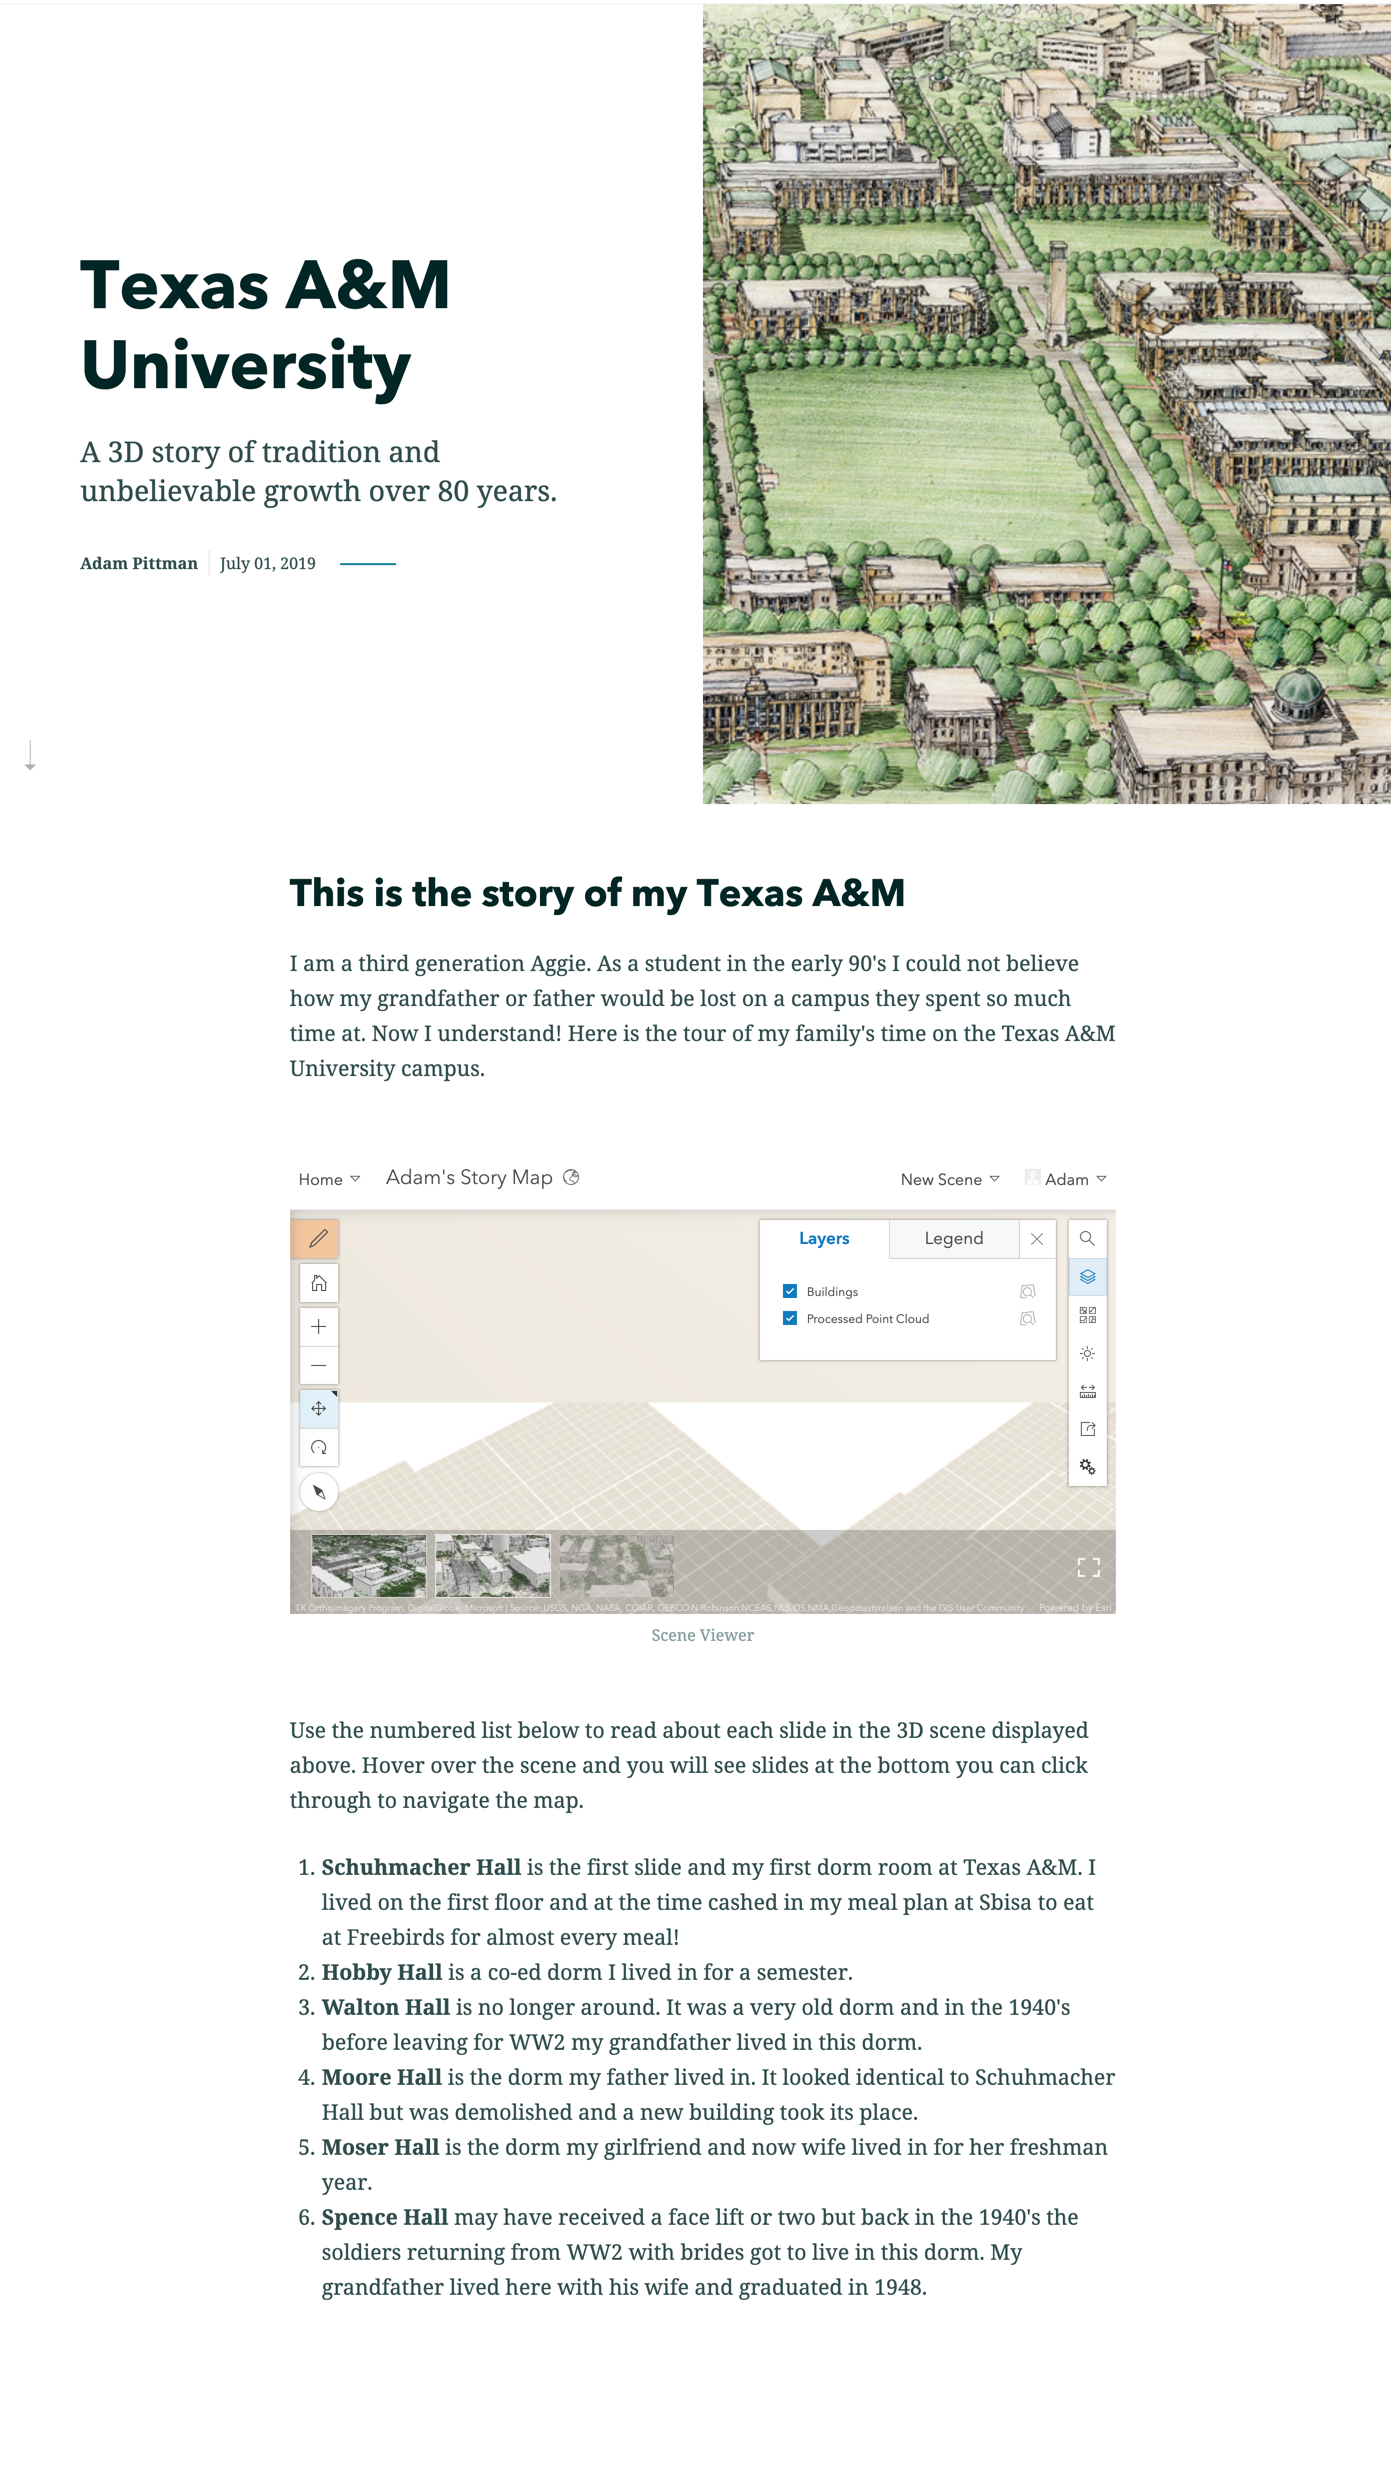 Texas A&M
University
A 3D story of tradition and
unbelievable growth over 80 years.
Adam Pittman
July 01, 2019
This is the story of my Texas A&M
I am a third generation Aggie. As a student in the early 90's I could not believe
how my grandfather or father would be lost on a campus they spent so much
time at. Now I understand! Here is the tour of my family's time on the Texas A&M
University campus.
Home
Adam's Story Map
New Scene
Adam
Layers
Legend
Buildings
Processed Point Cloud
TX Orthoimagery Program, DigitalGlobe, Microsoft | Source: USGS, NGA, NASA, CGIAR, GEBCO,N Robinson,NCEAS,NLS,OS,NMA,Geodatastyrelsen and the GIS User Community
Powered by Esri
Scene Viewer
Use the numbered list below to read about each slide in the 3D scene displayed
above. Hover over the scene and you will see slides at the bottom you can click
through to navigate the map.
1. Schuhmacher Hall is the first slide and my first dorm room at Texas A&M. I
lived on the first floor and at the time cashed in my meal plan at Sbisa to eat
at Freebirds for almost every meal!
2. Hobby Hall is a co-ed dorm I lived in for a semester.
3. Walton Hall is no longer around. It was a very old dorm and in the 1940's
before leaving for WW2 my grandfather lived in this dorm.
4. Moore Hall is the dorm my father lived in. It looked identical to Schuhmacher
Hall but was demolished and a new building took its place.
5. Moser Hall is the dorm my girlfriend and now wife lived in for her freshman
year.
6. Spence Hall may have received a face lift or two but back in the 1940's the
soldiers returning from WW2 with brides got to live in this dorm. My
grandfather lived here with his wife and graduated in 1948.